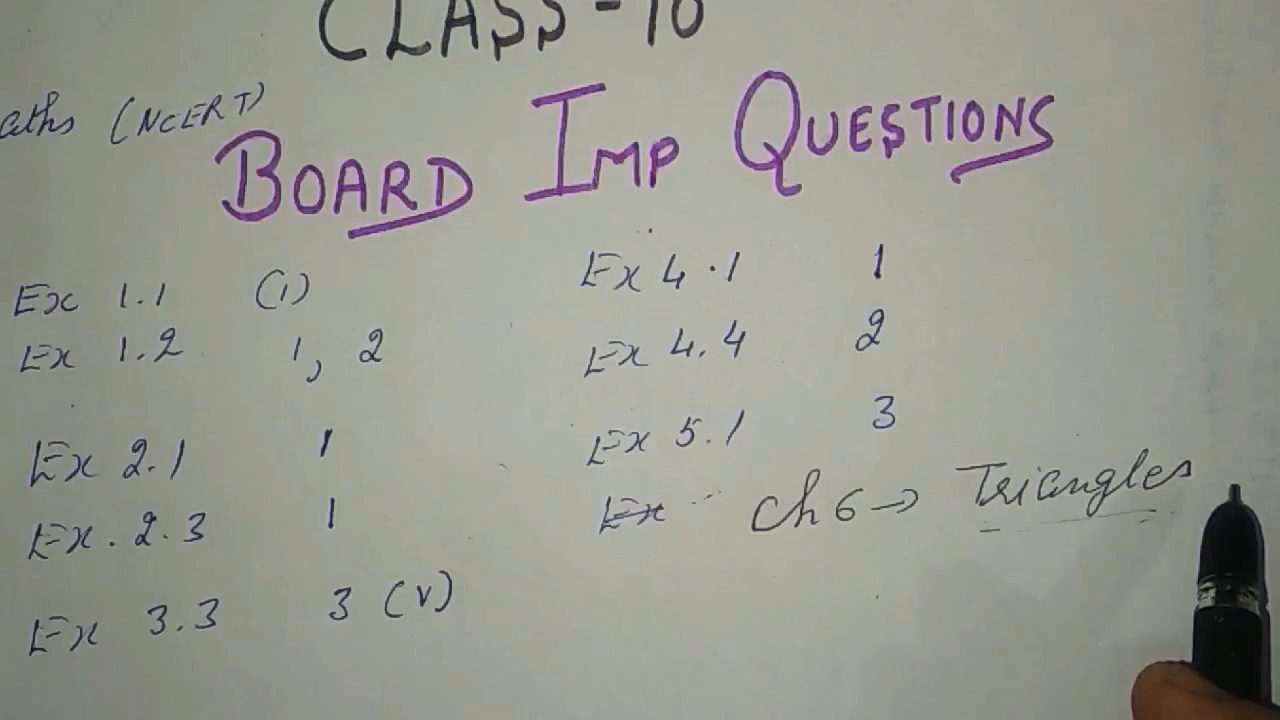 CLASS-10
aths (NCERT)
BOARD IMP QUESTIONS
Ex 1.1 (1)
Ex 1.2 1, 2
Ex 2.1 1
Ex. 2.3 1
Ex 3.3 3 (v)
Ex 4.1 1
Ex 4.4 2
Ex 5.1 3
Ex Ch 6 → Triangles